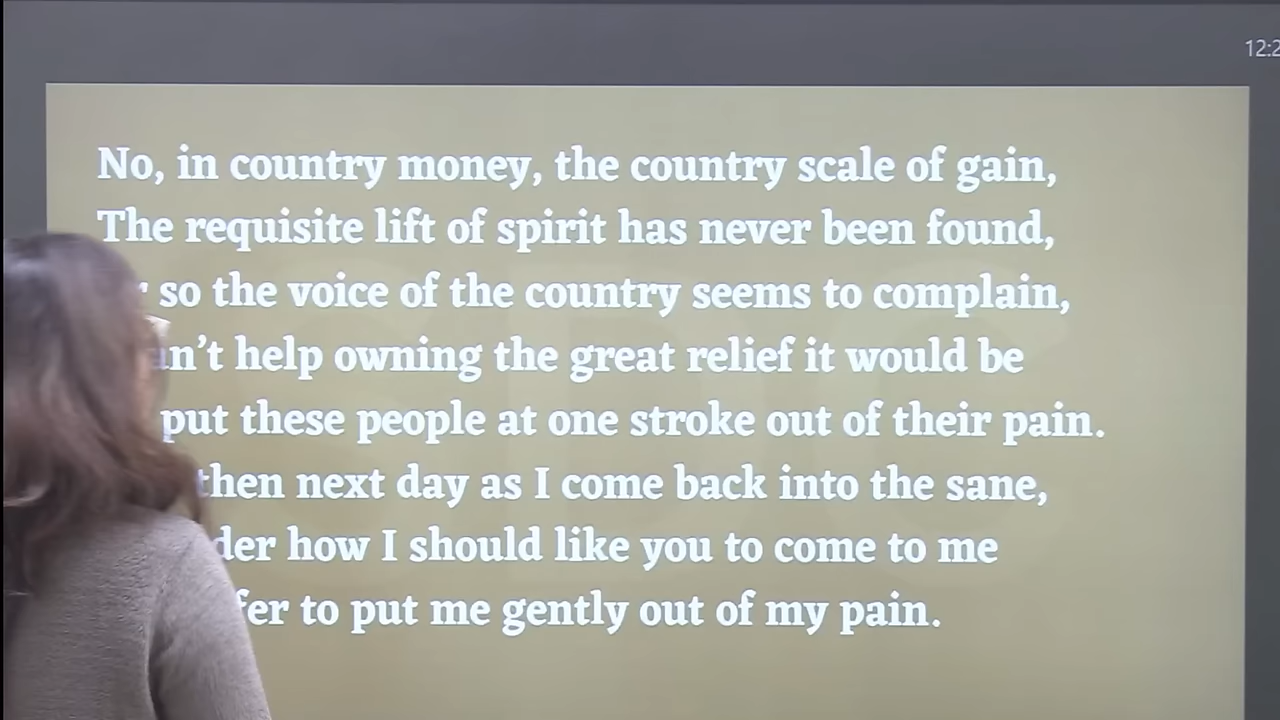 12:2
No, in country money, the country scale of gain,
The requisite lift of spirit has never been found,
so the voice of the country seems to complain,
help owning the great relief it would be
put these people at one stroke out of their pain.
then next day as I come back into the sane,
how I should like you to come to me
to put me gently out of my pain.